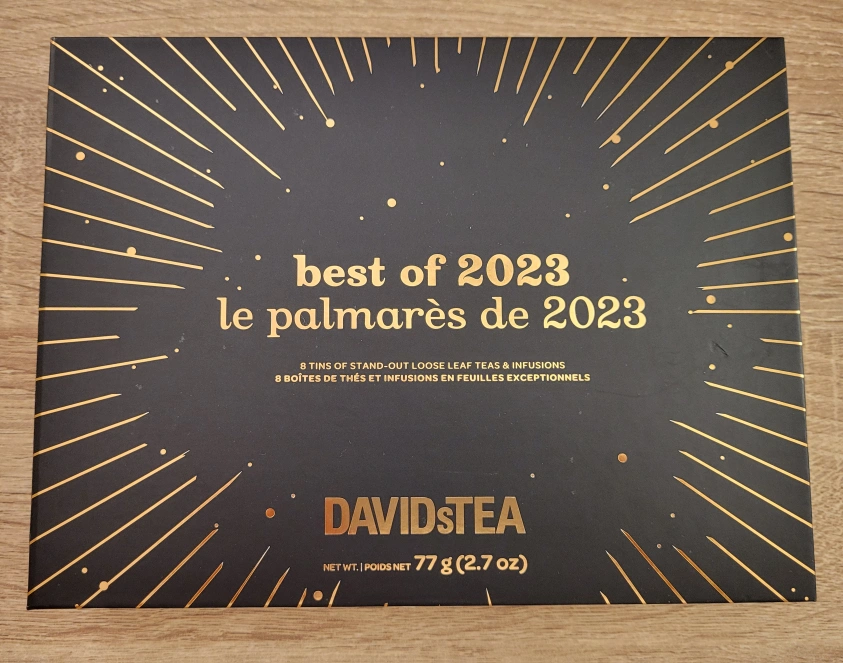 best of 2023
le palmarès de 2023
8 TINS OF STAND-OUT LOOSE LEAF TEAS & INFUSIONS
8 BOÎTES DE THÉS ET INFUSIONS EN FEUILLES EXCEPTIONNELS
DAVIDsTEA
NET WT. | POIDS NET 77 g (2.7 oz)